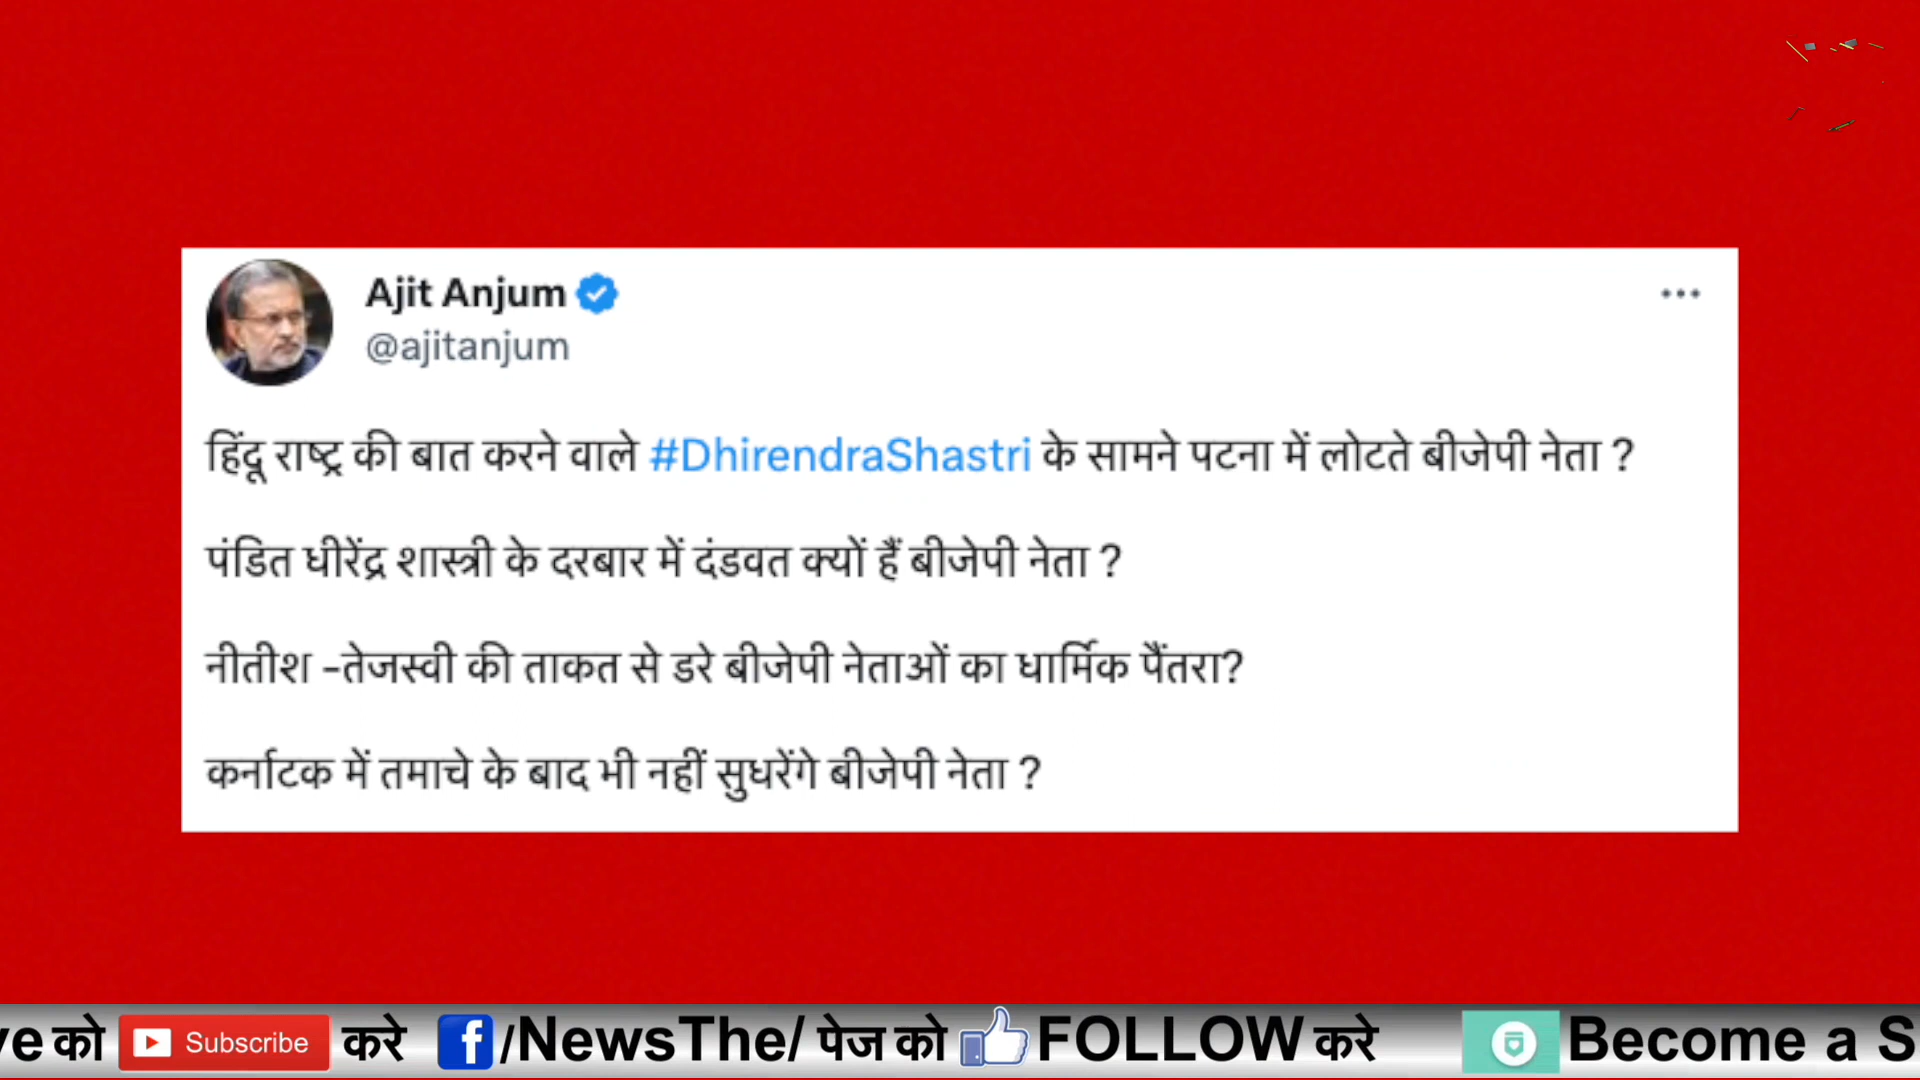 Ajit Anjum
@ajitanjum
हिंदू राष्ट्र की बात करने वाले #DhirendraShastri के सामने पटना में लोटते बीजेपी नेता ?
पंडित धीरेंद्र शास्त्री के दरबार में दंडवत क्यों हैं बीजेपी नेता ?
नीतीश -तेजस्वी की ताकत से डरे बीजेपी नेताओं का धार्मिक पैंतरा?
कर्नाटक में तमाचे के बाद भी नहीं सुधरेंगे बीजेपी नेता ?
को Subscribe करे f/NewsThe/ पेज को FOLLOW करे Become a